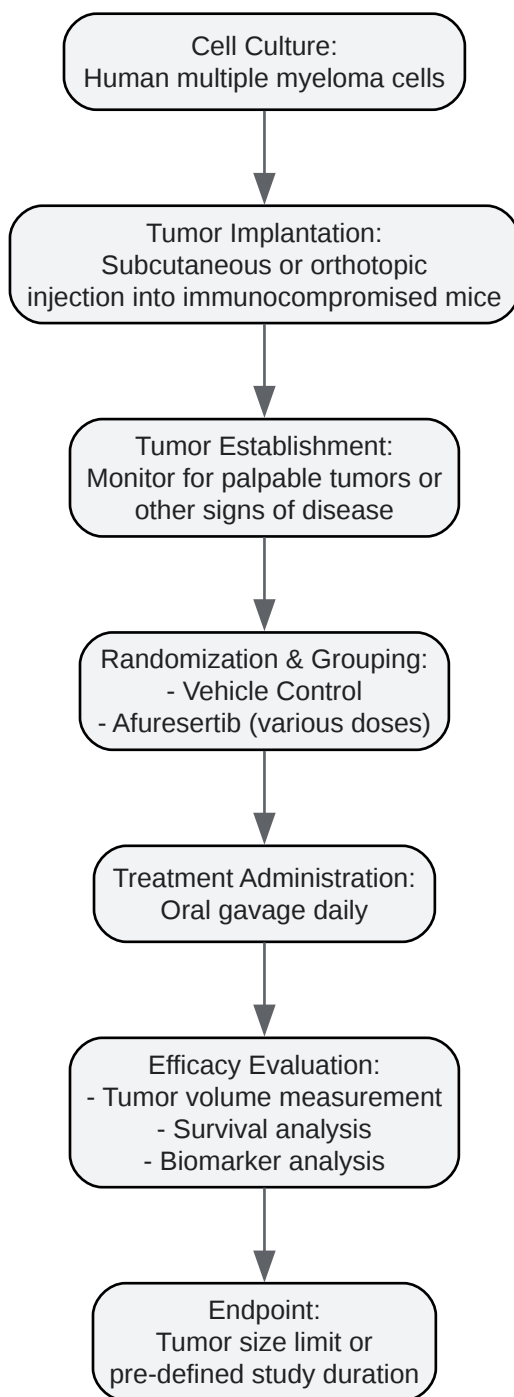 Cell Culture:
Human multiple myeloma cells
Tumor Implantation:
Subcutaneous or orthotopic
injection into immunocompromised mice
Tumor Establishment:
Monitor for palpable tumors or
other signs of disease
Randomization & Grouping:
- Vehicle Control
- Afuresertib (various doses)
Treatment Administration:
Oral gavage daily
Efficacy Evaluation:
- Tumor volume measurement
- Survival analysis
- Biomarker analysis
Endpoint:
Tumor size limit or
pre-defined study duration